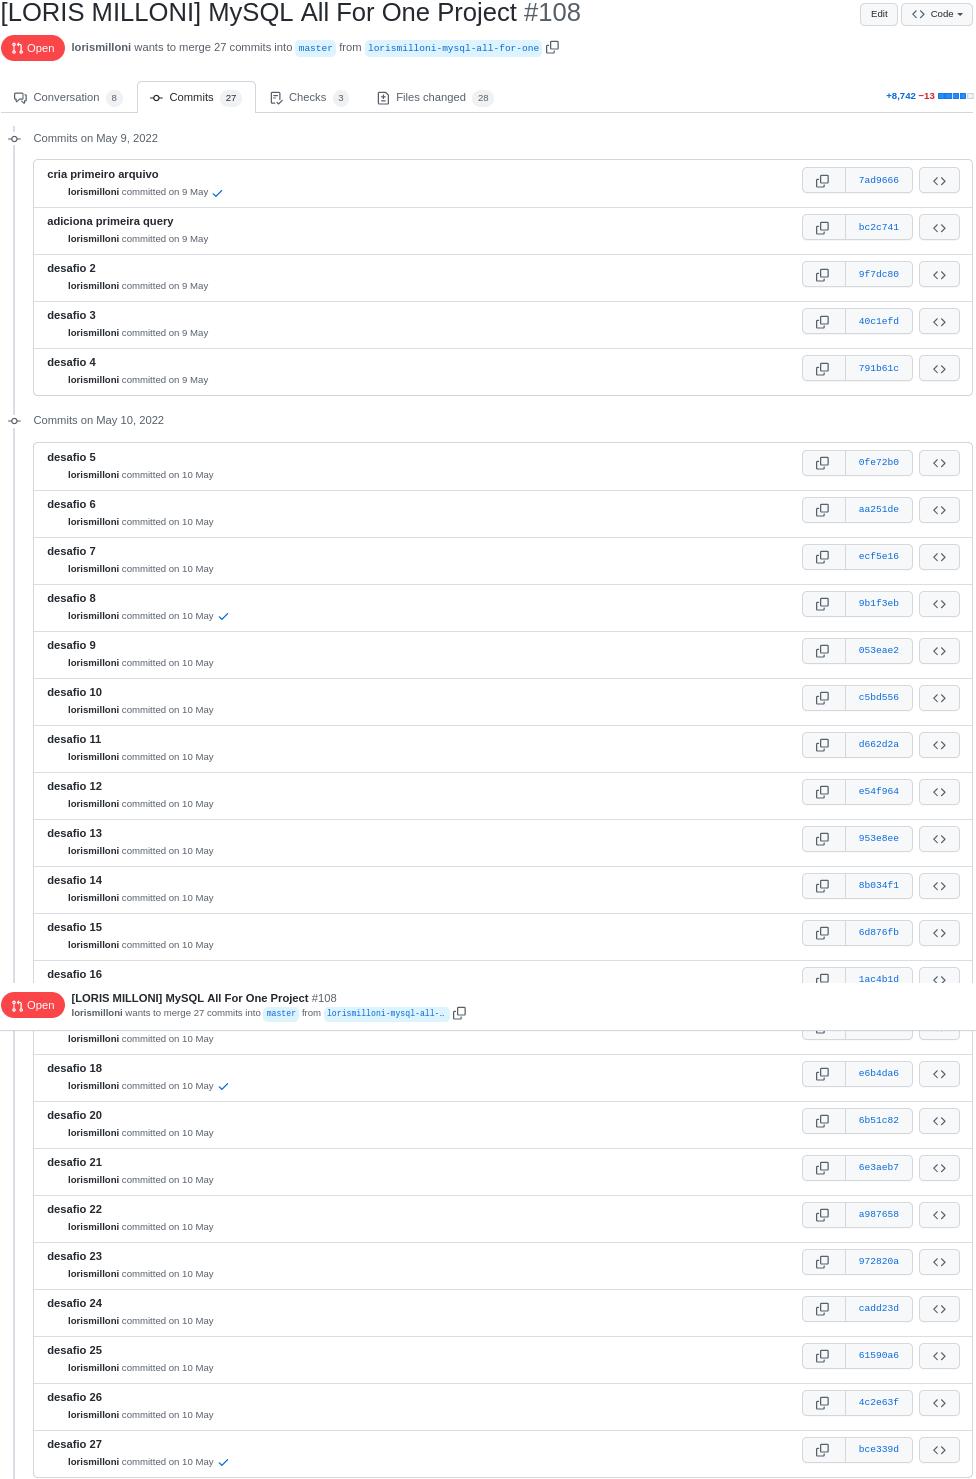 [LORIS MILLONI] MySQL All For One Project #108
Edit
Code
Open
lorismilloni wants to merge 27 commits into master from lorismilloni-mysql-all-for-one
Conversation 8
Commits 27
Checks 3
Files changed 28
+8,742 −13
Commits on May 9, 2022
cria primeiro arquivo
7ad9666
lorismilloni committed on 9 May
adiciona primeira query
bc2c741
lorismilloni committed on 9 May
desafio 2
9f7dc80
lorismilloni committed on 9 May
desafio 3
40c1efd
lorismilloni committed on 9 May
desafio 4
791b61c
lorismilloni committed on 9 May
Commits on May 10, 2022
desafio 5
0fe72b0
lorismilloni committed on 10 May
desafio 6
aa251de
lorismilloni committed on 10 May
desafio 7
ecf5e16
lorismilloni committed on 10 May
desafio 8
9b1f3eb
lorismilloni committed on 10 May
desafio 9
053eae2
lorismilloni committed on 10 May
desafio 10
c5bd556
lorismilloni committed on 10 May
desafio 11
d662d2a
lorismilloni committed on 10 May
desafio 12
e54f964
lorismilloni committed on 10 May
desafio 13
953e8ee
lorismilloni committed on 10 May
desafio 14
8b034f1
lorismilloni committed on 10 May
desafio 15
6d876fb
lorismilloni committed on 10 May
desafio 16
1ac4b1d
Open
[LORIS MILLONI] MySQL All For One Project #108
lorismilloni wants to merge 27 commits into master from lorismilloni-mysql-all-…
lorismilloni committed on 10 May
desafio 18
e6b4da6
lorismilloni committed on 10 May
desafio 20
6b51c82
lorismilloni committed on 10 May
desafio 21
6e3aeb7
lorismilloni committed on 10 May
desafio 22
a987658
lorismilloni committed on 10 May
desafio 23
972820a
lorismilloni committed on 10 May
desafio 24
cadd23d
lorismilloni committed on 10 May
desafio 25
61590a6
lorismilloni committed on 10 May
desafio 26
4c2e63f
lorismilloni committed on 10 May
desafio 27
bce339d
lorismilloni committed on 10 May